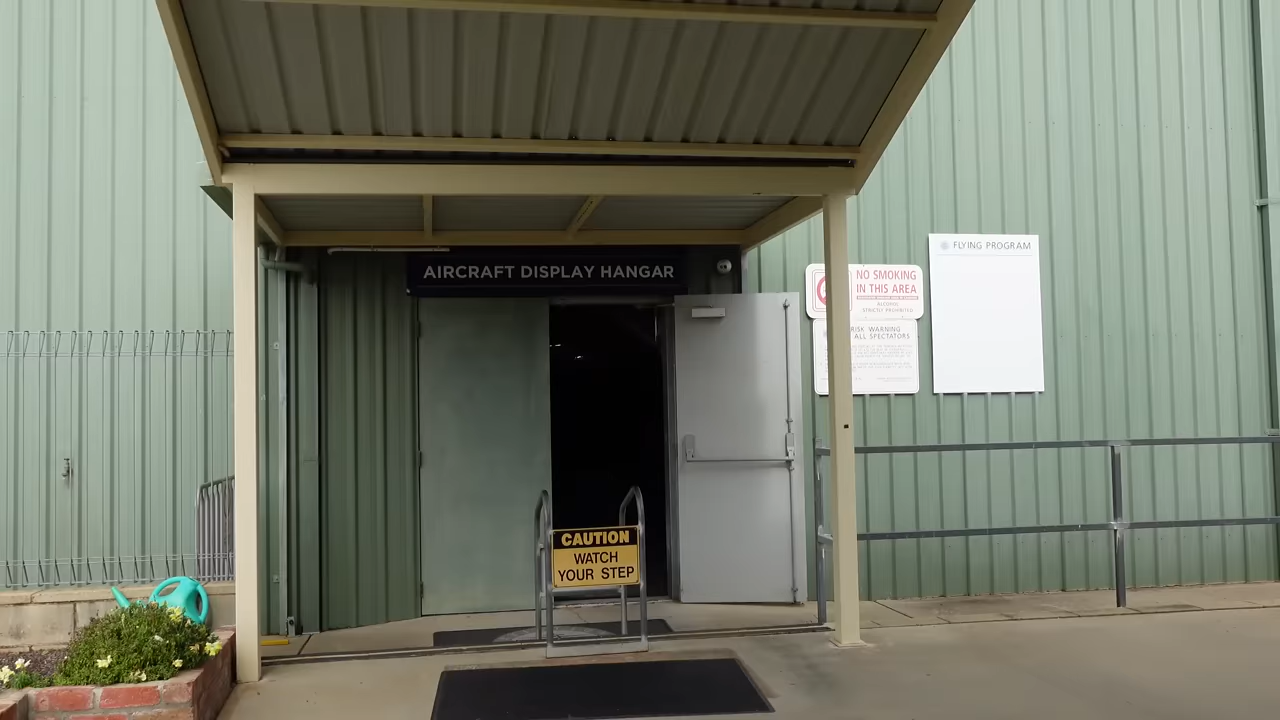 AIRCRAFT DISPLAY HANGAR
FLYING PROGRAM
NO SMOKING
IN THIS AREA
ALCOHOL
STRICTLY PROHIBITED
RISK WARNING
ALL SPECTATORS
CAUTION
WATCH
YOUR STEP